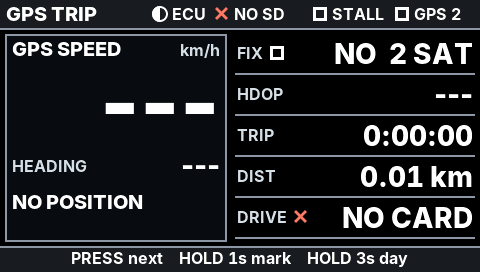 GPS TRIP ECU NO SD STALL GPS 2
GPS SPEED km/h
---
HEADING ---
NO POSITION
FIX NO 2 SAT
HDOP ---
TRIP 0:00:00
DIST 0.01 km
DRIVE NO CARD
PRESS next HOLD 1s mark HOLD 3s day